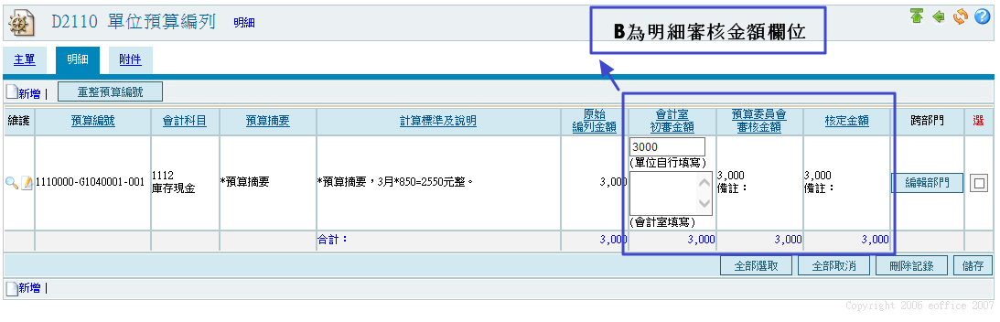 D2110 單位預算編列 明細
B為明細審核金額欄位
主單 明細 附件
新增 | 重整預算編號
維護 預算編號 會計科目 預算摘要 計算標準及說明 原始 編列金額 會計室 初審金額 預算委員會 審核金額 核定金額 跨部門 選
3000
(單位自行填寫)
1110000-G1040001-001 1112 庫存現金 *預算摘要 *預算摘要，3月*850=2550元整。 3,000 3,000 備註： 3,000 備註： 編輯部門
(會計室填寫)
合計： 3,000 3,000 3,000 3,000
全部選取 全部取消 刪除記錄 儲存
新增 |
Copyright 2006 eoffice 2007